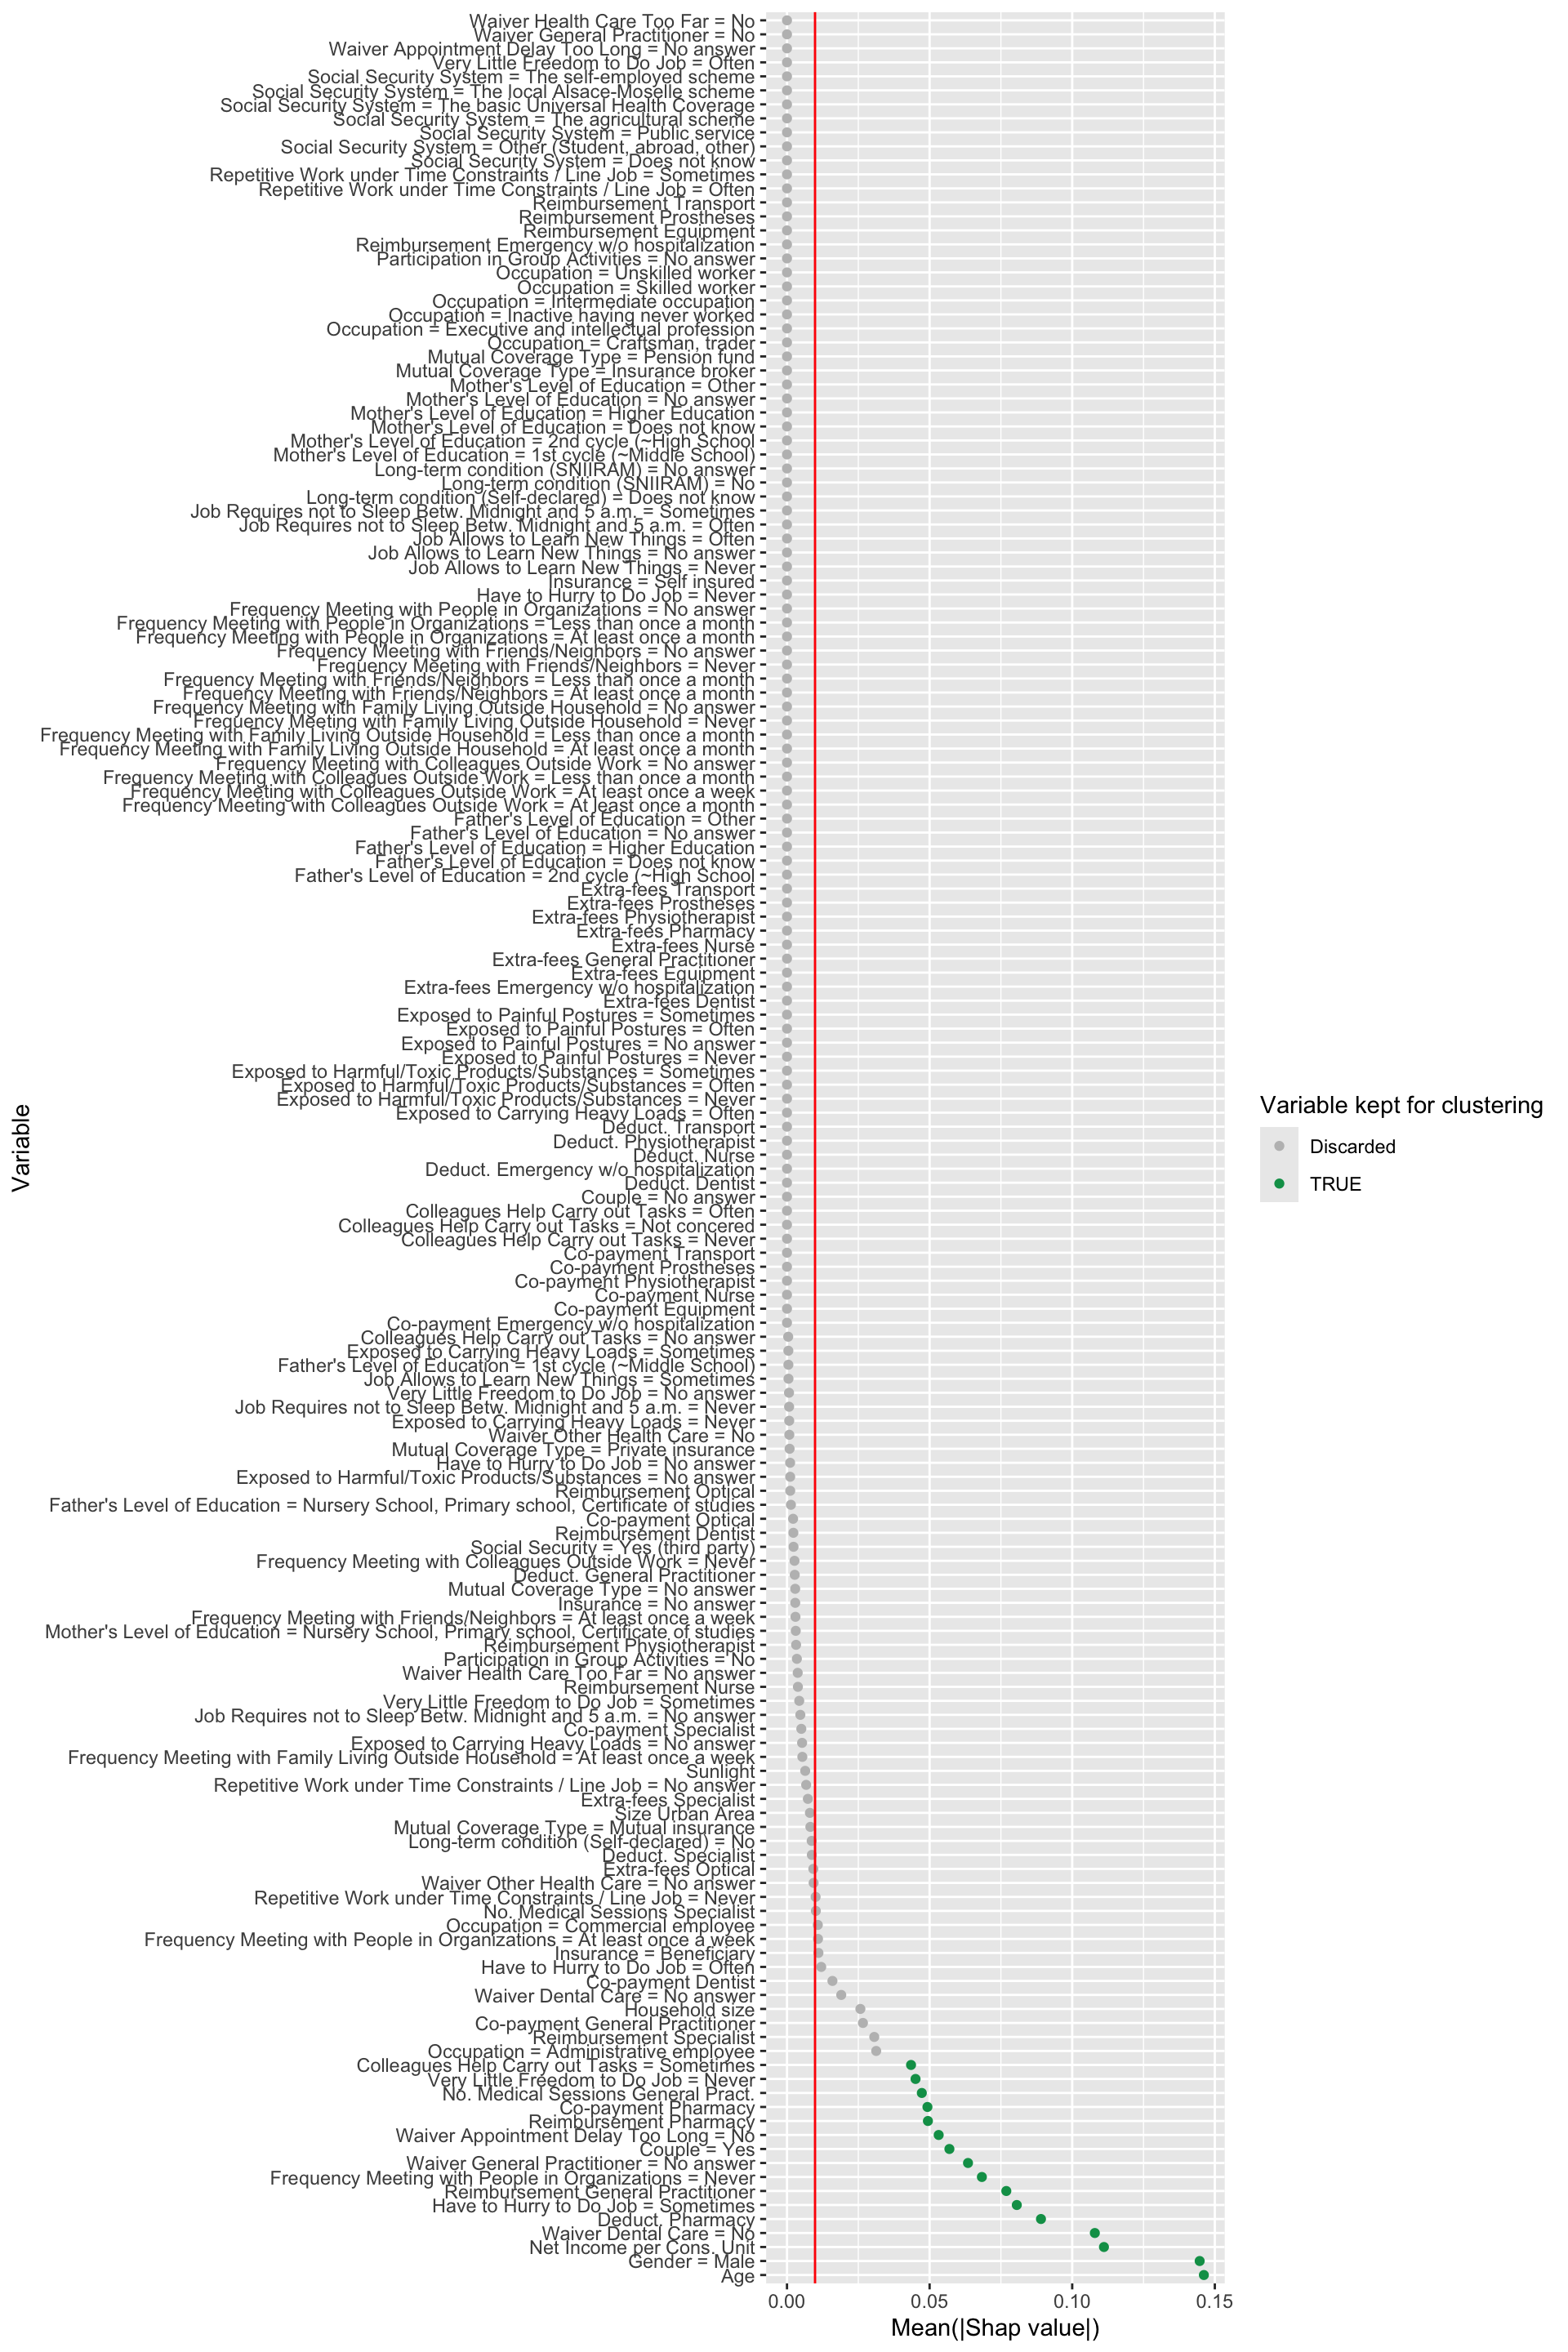 Waiver Health Care Too Far = No
Waiver General Practitioner = No
Waiver Appointment Delay Too Long = No answer
Very Little Freedom to Do Job = Often
Social Security System = The self-employed scheme
Social Security System = The local Alsace-Moselle scheme
Social Security System = The basic Universal Health Coverage
Social Security System = The agricultural scheme
Social Security System = Public service
Social Security System = Other (Student, abroad, other)
Social Security System = Does not know
Repetitive Work under Time Constraints / Line Job = Sometimes
Repetitive Work under Time Constraints / Line Job = Often
Reimbursement Transport
Reimbursement Prostheses
Reimbursement Equipment
Reimbursement Emergency w/o hospitalization
Participation in Group Activities = No answer
Occupation = Unskilled worker
Occupation = Skilled worker
Occupation = Intermediate occupation
Occupation = Inactive having never worked
Occupation = Executive and intellectual profession
Occupation = Craftsman, trader
Mutual Coverage Type = Pension fund
Mutual Coverage Type = Insurance broker
Mother's Level of Education = Other
Mother's Level of Education = No answer
Mother's Level of Education = Higher Education
Mother's Level of Education = Does not know
Mother's Level of Education = 2nd cycle (~High School
Mother's Level of Education = 1st cycle (~Middle School)
Long-term condition (SNIIRAM) = No answer
Long-term condition (SNIIRAM) = No
Long-term condition (Self-declared) = Does not know
Job Requires not to Sleep Betw. Midnight and 5 a.m. = Sometimes
Job Requires not to Sleep Betw. Midnight and 5 a.m. = Often
Job Allows to Learn New Things = Often
Job Allows to Learn New Things = No answer
Job Allows to Learn New Things = Never
Insurance = Self insured
Have to Hurry to Do Job = Never
Frequency Meeting with People in Organizations = No answer
Frequency Meeting with People in Organizations = Less than once a month
Frequency Meeting with People in Organizations = At least once a month
Frequency Meeting with Friends/Neighbors = No answer
Frequency Meeting with Friends/Neighbors = Never
Frequency Meeting with Friends/Neighbors = Less than once a month
Frequency Meeting with Friends/Neighbors = At least once a month
Frequency Meeting with Family Living Outside Household = No answer
Frequency Meeting with Family Living Outside Household = Never
Frequency Meeting with Family Living Outside Household = Less than once a month
Frequency Meeting with Family Living Outside Household = At least once a month
Frequency Meeting with Colleagues Outside Work = No answer
Frequency Meeting with Colleagues Outside Work = Less than once a month
Frequency Meeting with Colleagues Outside Work = At least once a week
Frequency Meeting with Colleagues Outside Work = At least once a month
Father's Level of Education = Other
Father's Level of Education = No answer
Father's Level of Education = Higher Education
Father's Level of Education = Does not know
Father's Level of Education = 2nd cycle (~High School
Extra-fees Transport
Extra-fees Prostheses
Extra-fees Physiotherapist
Extra-fees Pharmacy
Extra-fees Nurse
Extra-fees General Practitioner
Extra-fees Equipment
Extra-fees Emergency w/o hospitalization
Extra-fees Dentist
Exposed to Painful Postures = Sometimes
Exposed to Painful Postures = Often
Exposed to Painful Postures = No answer
Exposed to Painful Postures = Never
Exposed to Harmful/Toxic Products/Substances = Sometimes
Exposed to Harmful/Toxic Products/Substances = Often
Exposed to Harmful/Toxic Products/Substances = Never
Exposed to Carrying Heavy Loads = Often
Deduct. Transport
Deduct. Physiotherapist
Deduct. Nurse
Deduct. Emergency w/o hospitalization
Deduct. Dentist
Couple = No answer
Colleagues Help Carry out Tasks = Often
Colleagues Help Carry out Tasks = Not concered
Colleagues Help Carry out Tasks = Never
Co-payment Transport
Co-payment Prostheses
Co-payment Physiotherapist
Co-payment Nurse
Co-payment Equipment
Co-payment Emergency w/o hospitalization
Colleagues Help Carry out Tasks = No answer
Exposed to Carrying Heavy Loads = Sometimes
Father's Level of Education = 1st cycle (~Middle School)
Job Allows to Learn New Things = Sometimes
Very Little Freedom to Do Job = No answer
Job Requires not to Sleep Betw. Midnight and 5 a.m. = Never
Exposed to Carrying Heavy Loads = Never
Waiver Other Health Care = No
Mutual Coverage Type = Private insurance
Have to Hurry to Do Job = No answer
Exposed to Harmful/Toxic Products/Substances = No answer
Reimbursement Optical
Father's Level of Education = Nursery School, Primary school, Certificate of studies
Co-payment Optical
Reimbursement Dentist
Social Security = Yes (third party)
Frequency Meeting with Colleagues Outside Work = Never
Deduct. General Practitioner
Mutual Coverage Type = No answer
Insurance = No answer
Frequency Meeting with Friends/Neighbors = At least once a week
Mother's Level of Education = Nursery School, Primary school, Certificate of studies
Reimbursement Physiotherapist
Participation in Group Activities = No
Waiver Health Care Too Far = No answer
Reimbursement Nurse
Very Little Freedom to Do Job = Sometimes
Job Requires not to Sleep Betw. Midnight and 5 a.m. = No answer
Co-payment Specialist
Exposed to Carrying Heavy Loads = No answer
Frequency Meeting with Family Living Outside Household = At least once a week
Sunlight
Repetitive Work under Time Constraints / Line Job = No answer
Extra-fees Specialist
Size Urban Area
Mutual Coverage Type = Mutual insurance
Long-term condition (Self-declared) = No
Deduct. Specialist
Extra-fees Optical
Waiver Other Health Care = No answer
Repetitive Work under Time Constraints / Line Job = Never
No. Medical Sessions Specialist
Occupation = Commercial employee
Frequency Meeting with People in Organizations = At least once a week
Insurance = Beneficiary
Have to Hurry to Do Job = Often
Co-payment Dentist
Waiver Dental Care = No answer
Household size
Co-payment General Practitioner
Reimbursement Specialist
Occupation = Administrative employee
Colleagues Help Carry out Tasks = Sometimes
Very Little Freedom to Do Job = Never
No. Medical Sessions General Pract.
Co-payment Pharmacy
Reimbursement Pharmacy
Waiver Appointment Delay Too Long = No
Couple = Yes
Waiver General Practitioner = No answer
Frequency Meeting with People in Organizations = Never
Reimbursement General Practitioner
Have to Hurry to Do Job = Sometimes
Deduct. Pharmacy
Waiver Dental Care = No
Net Income per Cons. Unit
Gender = Male
Age
0.00 0.05 0.10 0.15
Mean(|Shap value|)
Variable
Variable kept for clustering
Discarded
TRUE